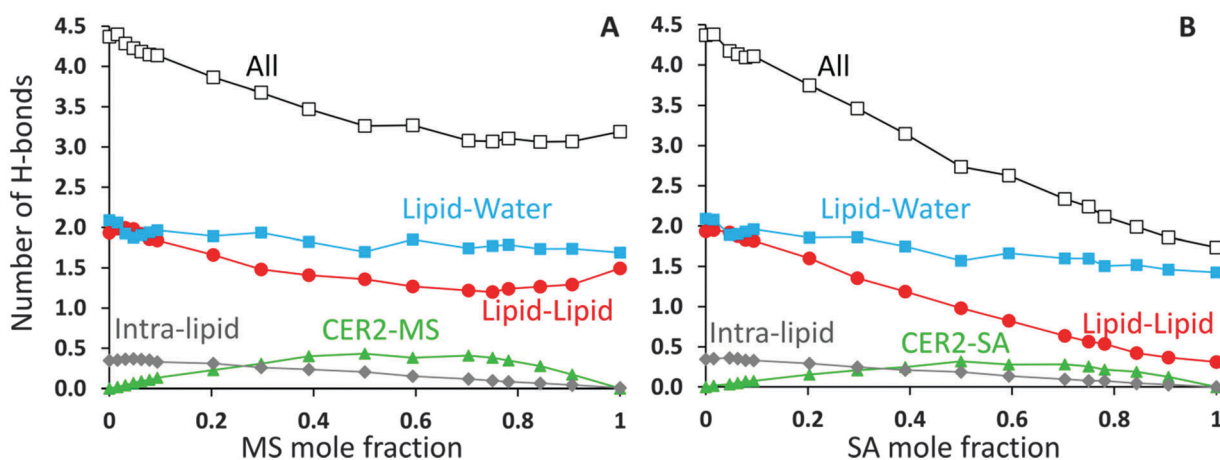 Number of H-bonds
A
4.5
4.0
3.5
3.0
2.5
2.0
1.5
1.0
0.5
0.0
All
Lipid-Water
Lipid-Lipid
Intra-lipid
CER2-MS
0 0.2 0.4 0.6 0.8 1
MS mole fraction
B
4.5
4.0
3.5
3.0
2.5
2.0
1.5
1.0
0.5
0.0
All
Lipid-Water
Lipid-Lipid
Intra-lipid
CER2-SA
0 0.2 0.4 0.6 0.8 1
SA mole fraction